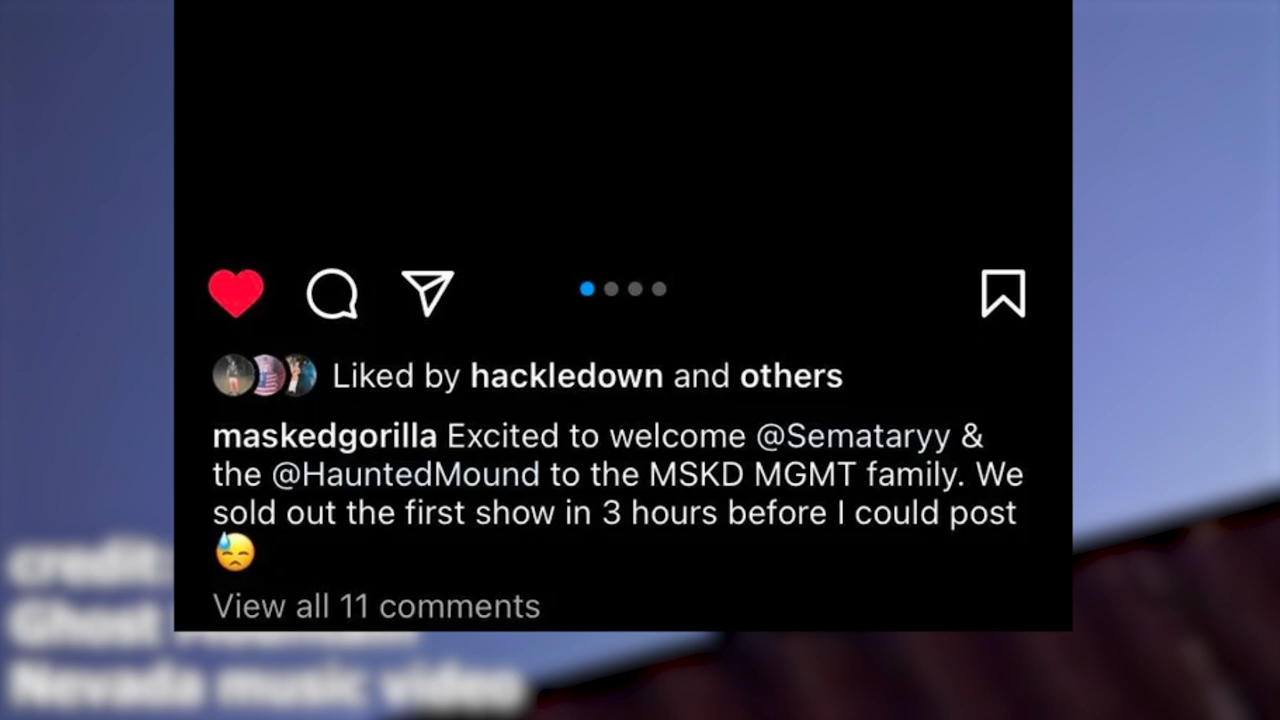 Liked by hackledown and others
maskedgorilla Excited to welcome @Sematary &
the @HauntedMound to the MSKD MGMT family. We
sold out the first show in 3 hours before I could post
😓
View all 11 comments
credit:
Ghost
Nevada music video